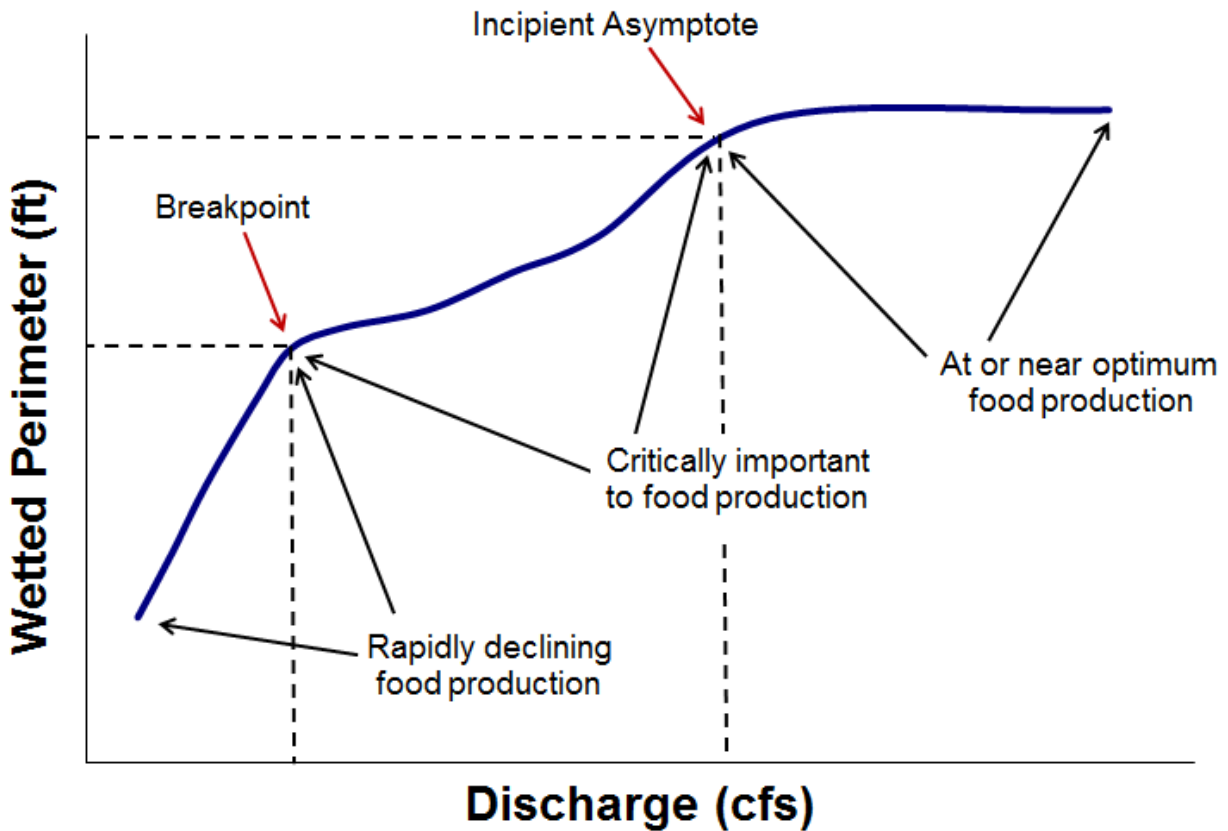 Incipient Asymptote
Breakpoint
Wetted Perimeter (ft)
At or near optimum
food production
Critically important
to food production
Rapidly declining
food production
Discharge (cfs)